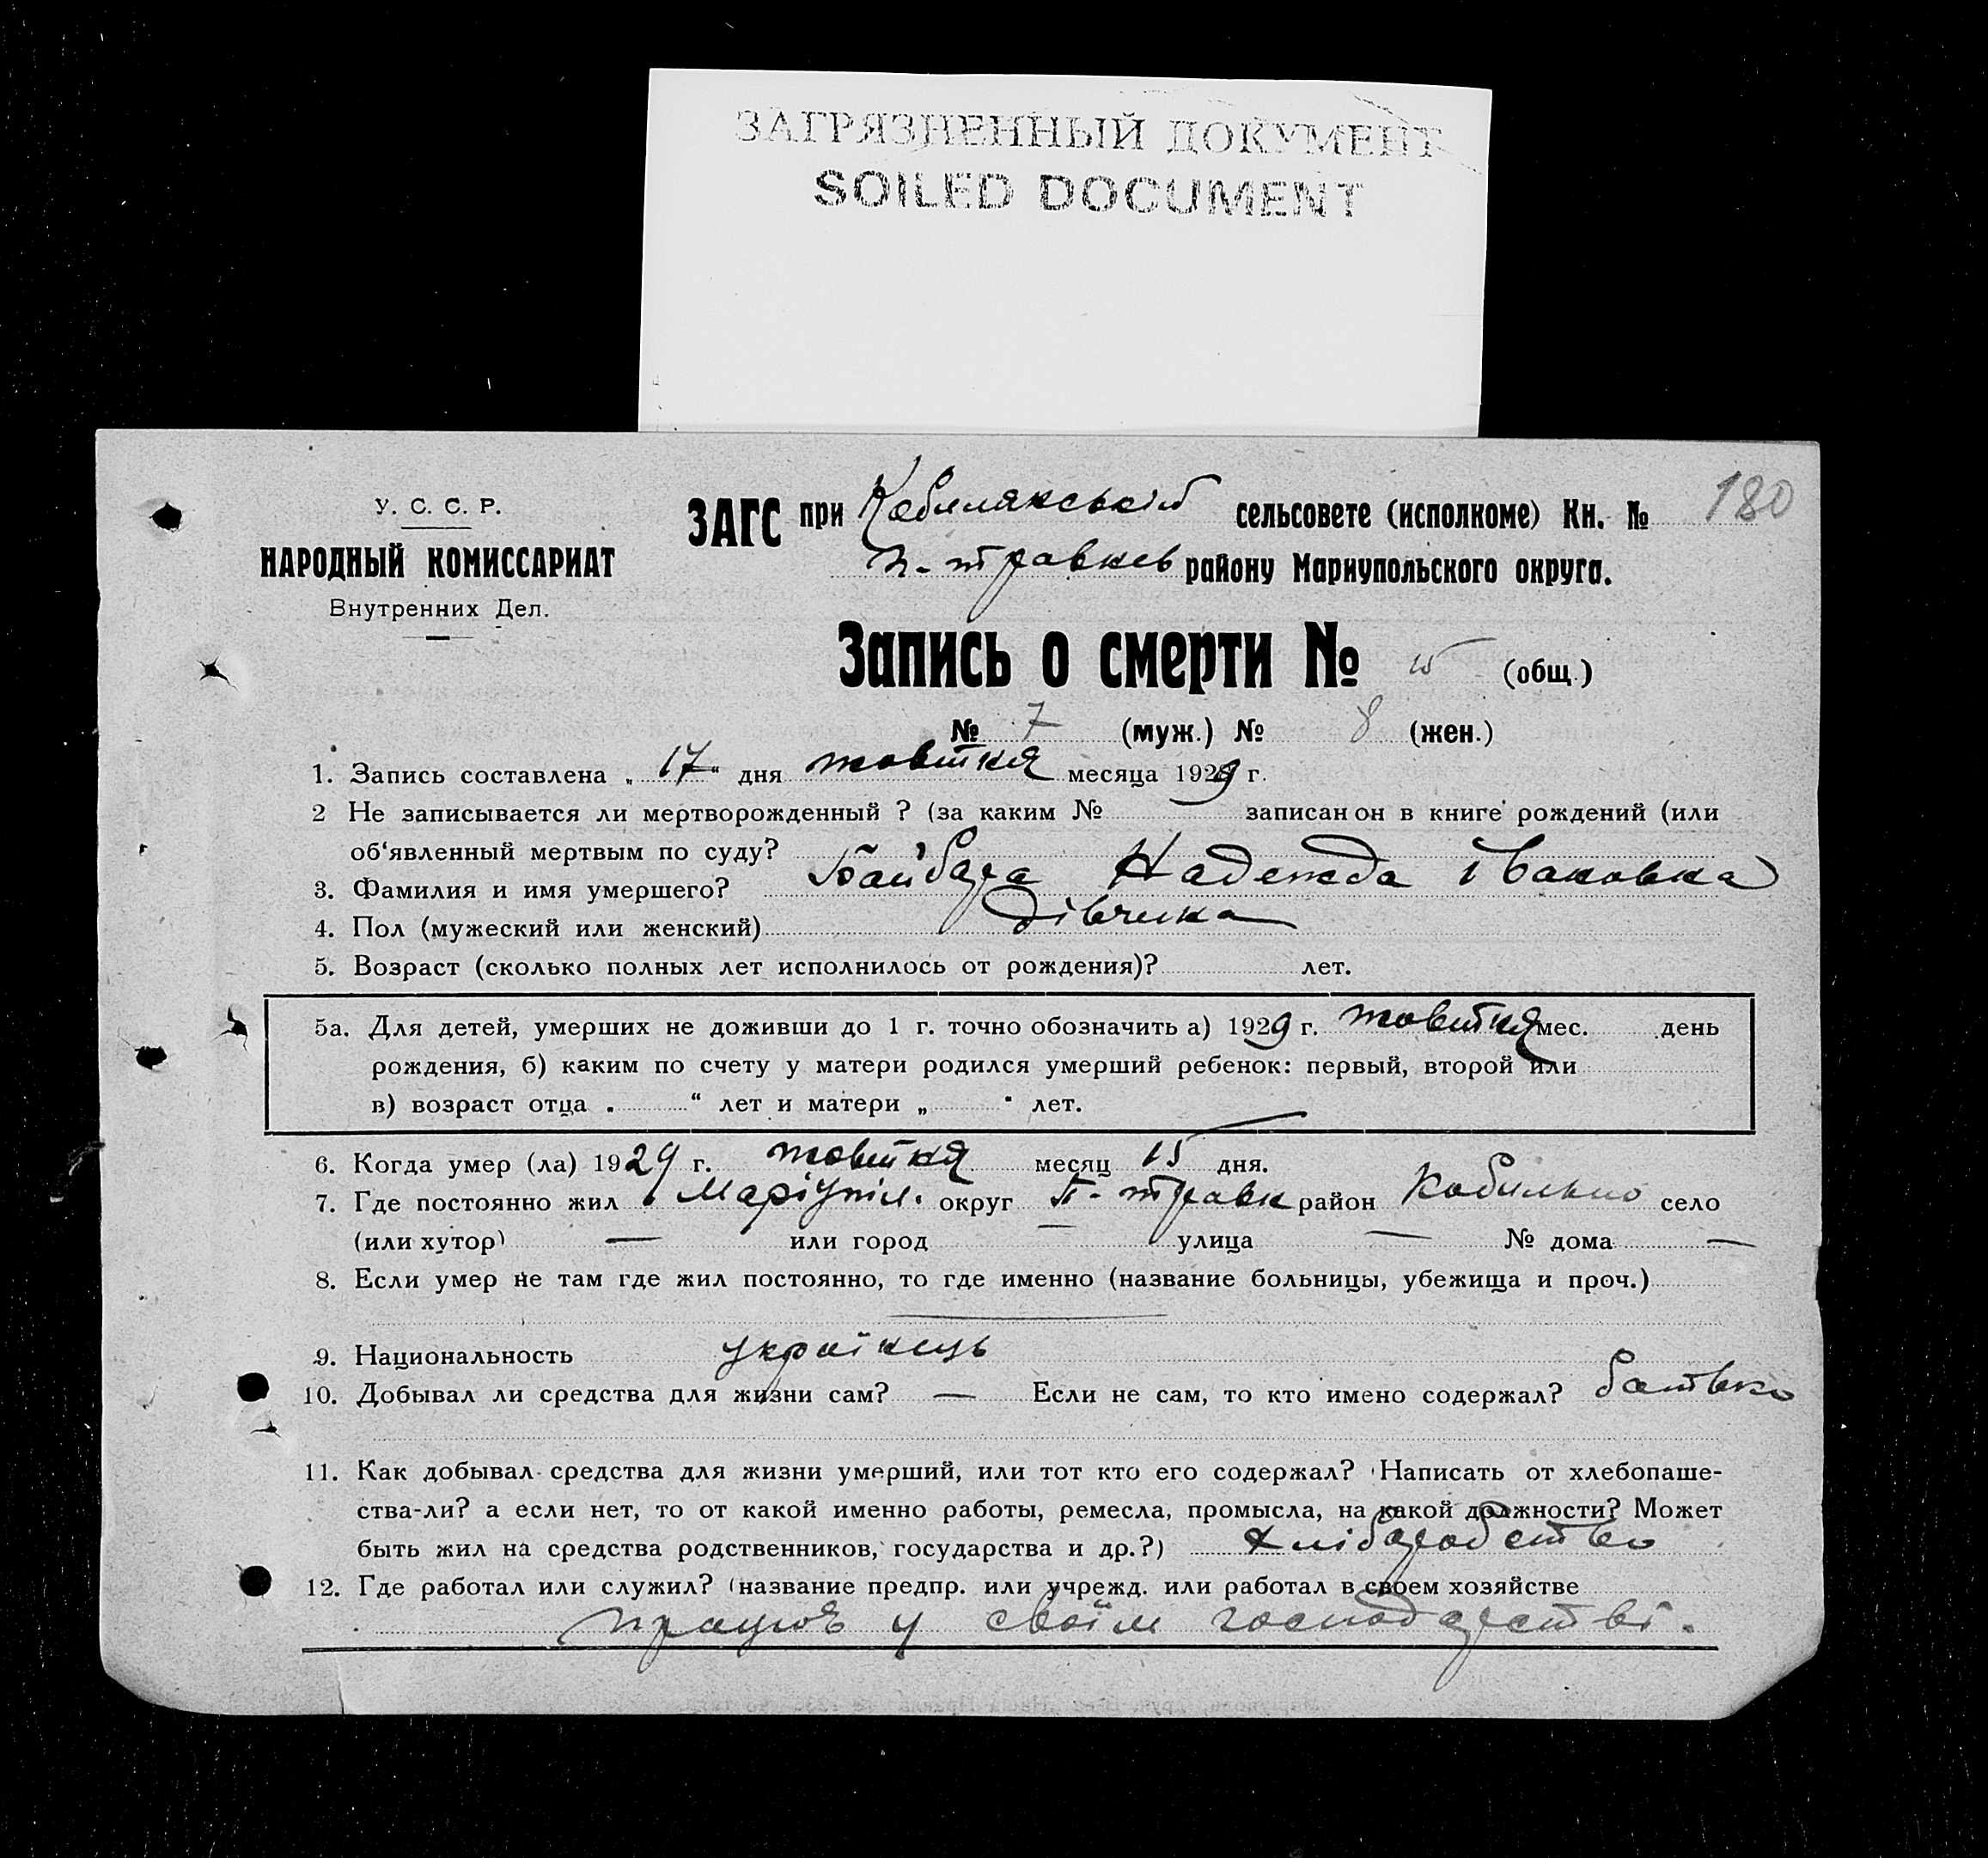 ЗАГРЯЗНЕННЫЙ ДОКУМЕНТ
SOILED DOCUMENT
180
У. С. С. Р.
НАРОДНЫЙ КОМИССАРИАТ
Внутренних Дел.
ЗАГС при сельсовете (исполкоме) Кн. №
п-травнев району Мариупольского округа.
Запись о смерти № 15 (общ.)
№ 7 (муж.) № 8 (жен.)
1. Запись составлена „ 17 " дня жовтня месяца 1929 г.
2 Не записывается ли мертворожденный ? (за каким № записан он в книге рождений (или
об'явленный мертвым по суду?
3. Фамилия и имя умершего? Байбара Надежда Івановна
4. Пол (мужеский или женский) дівчина
5. Возраст (сколько полных лет исполнилось от рождения)? лет.
5а. Для детей, умерших не доживши до 1 г. точно обозначить а) 1929 г. жовтня мес. день
рождения, б) каким по счету у матери родился умерший ребенок: первый, второй или
в) возраст отца „ “ лет и матери „ “ лет.
6. Когда умер (ла) 1929 г. жовтня месяц 15 дня.
7. Где постоянно жил Маріупіл. округ П-травн район село
(или хутор) — или город — улица — № дома —
8. Если умер не там где жил постоянно, то где именно (название больницы, убежища и проч.)
9. Национальность українець
10. Добывал ли средства для жизни сам? — Если не сам, то кто имено содержал? батько
11. Как добывал средства для жизни умерший, или тот кто его содержал? Написать от хлебопаше-
ства-ли? а если нет, то от какой именно работы, ремесла, промысла, на какой должности? Может
быть жил на средства родственников, государства и др.?) хліборобство
12. Где работал или служил? (название предпр. или учрежд. или работал в своем хозяйстве
працює у своїм господарстві.